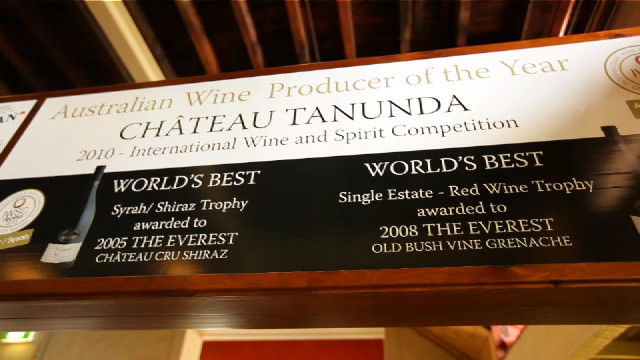 Australian Wine Producer of the Year
CHÂTEAU TANUNDA
2010 - International Wine and Spirit Competition
WORLD'S BEST
Syrah/ Shiraz Trophy
awarded to
2005 THE EVEREST
CHÂTEAU CRU SHIRAZ
WORLD'S BEST
Single Estate - Red Wine Trophy
awarded to
2008 THE EVEREST
OLD BUSH VINE GRENACHE